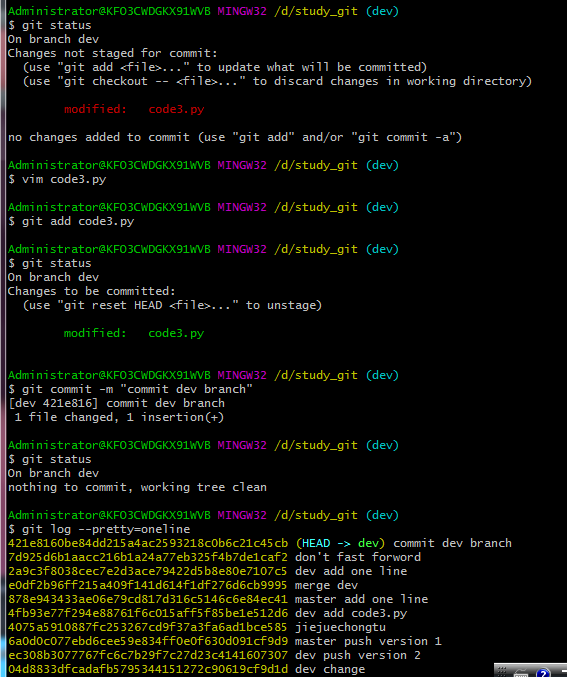 Administrator@KFO3CWDGKX91WVB MINGW32 /d/study_git (dev)
$ git status
On branch dev
Changes not staged for commit:
  (use "git add <file>..." to update what will be committed)
  (use "git checkout -- <file>..." to discard changes in working directory)

        modified:   code3.py

no changes added to commit (use "git add" and/or "git commit -a")

Administrator@KFO3CWDGKX91WVB MINGW32 /d/study_git (dev)
$ vim code3.py

Administrator@KFO3CWDGKX91WVB MINGW32 /d/study_git (dev)
$ git add code3.py

Administrator@KFO3CWDGKX91WVB MINGW32 /d/study_git (dev)
$ git status
On branch dev
Changes to be committed:
  (use "git reset HEAD <file>..." to unstage)

        modified:   code3.py

Administrator@KFO3CWDGKX91WVB MINGW32 /d/study_git (dev)
$ git commit -m "commit dev branch"
[dev 421e816] commit dev branch
 1 file changed, 1 insertion(+)

Administrator@KFO3CWDGKX91WVB MINGW32 /d/study_git (dev)
$ git status
On branch dev
nothing to commit, working tree clean

Administrator@KFO3CWDGKX91WVB MINGW32 /d/study_git (dev)
$ git log --pretty=oneline
421e8160be84dd215a4ac2593218c0b6c21c45cb (HEAD -> dev) commit dev branch
7d925d6b1aacc216b1a24a77eb325f4b7de1caf2 don't fast forword
2a9c3f8038cec7e2d3ace79422d5b8e80e7107c5 dev add one line
e0df2b96ff215a409f141d614f1df276d6cb9995 merge dev
878e943433ae06e79cd817d316c5146c6e84ec41 master add one line
4fb93e77f294e88761f6c015aff5f85be1e512d6 dev add code3.py
4075a5910887fc253267cd9f37a3fa6ad1bce585 jiejuechongtu
6a0d0c077ebd6cee59e834ff0e0f630d091cf9d9 master push version 1
ec308b3077767fc6c7b29f7c27d23c4141607307 dev push version 2
04d8833dfcadafb5795344151272c90619cf9d1d dev change